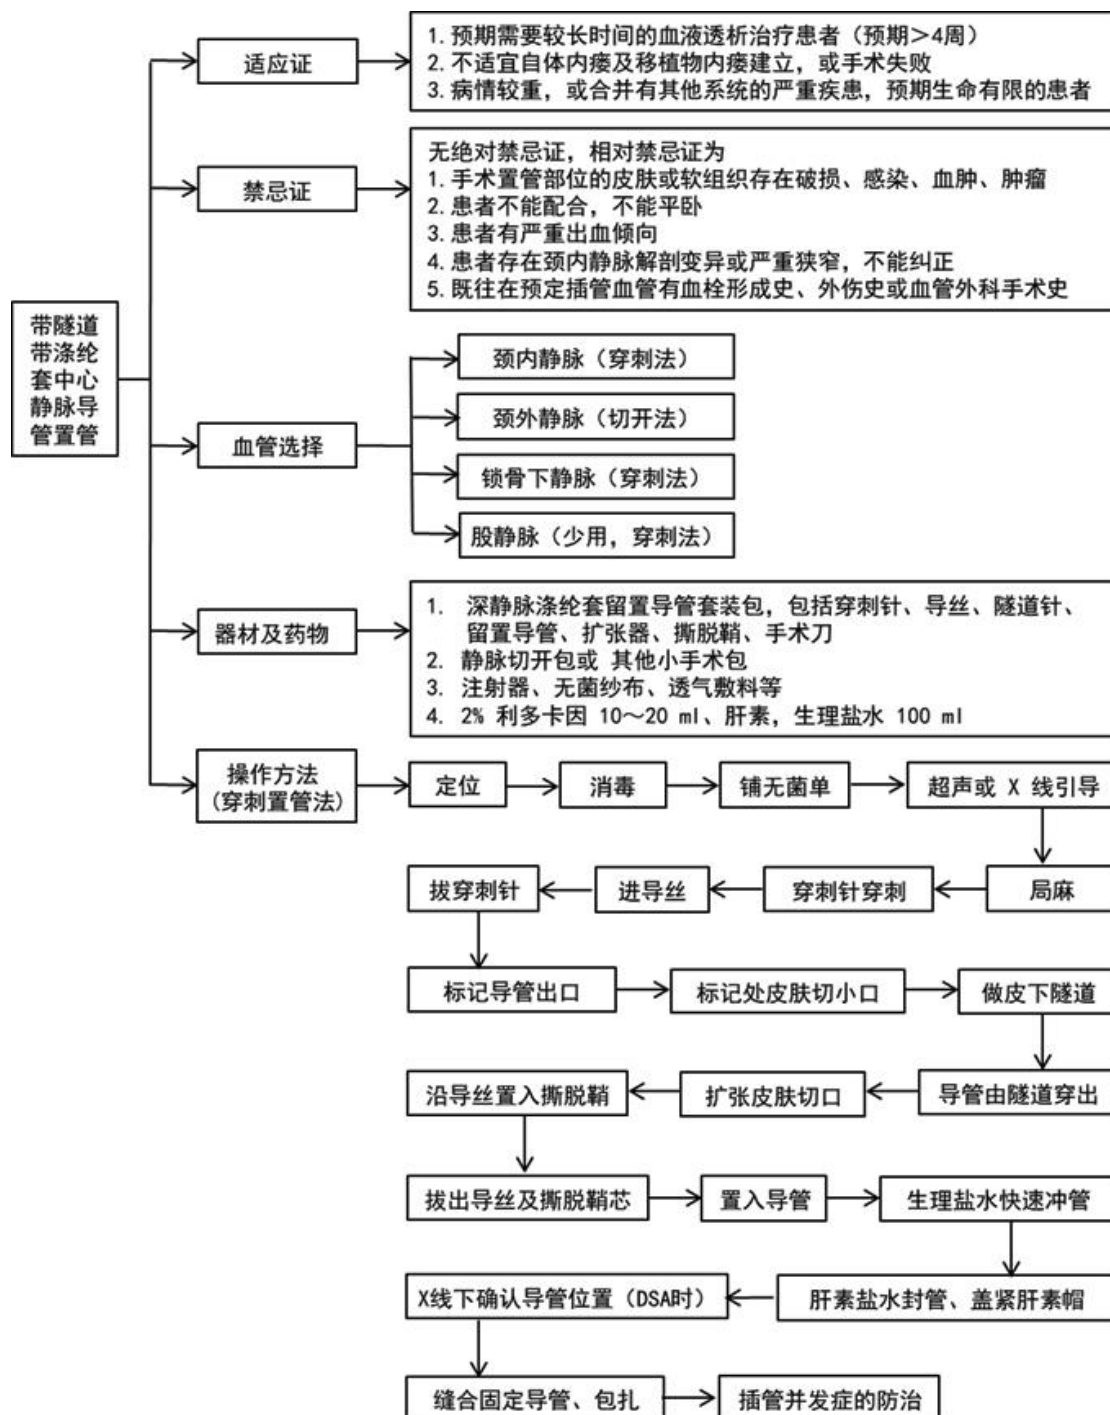 带隧道
带涤纶
套中心
静脉导
管置管
适应证
1. 预期需要较长时间的血液透析治疗患者（预期＞4周）
2. 不适宜自体内瘘及移植物内瘘建立，或手术失败
3. 病情较重，或合并有其他系统的严重疾患，预期生命有限的患者
禁忌证
无绝对禁忌证，相对禁忌证为
1. 手术置管部位的皮肤或软组织存在破损、感染、血肿、肿瘤
2. 患者不能配合，不能平卧
3. 患者有严重出血倾向
4. 患者存在颈内静脉解剖变异或严重狭窄，不能纠正
5. 既往在预定插管血管有血栓形成史、外伤史或血管外科手术史
血管选择
颈内静脉（穿刺法）
颈外静脉（切开法）
锁骨下静脉（穿刺法）
股静脉（少用，穿刺法）
器材及药物
1. 深静脉涤纶套留置导管套装包，包括穿刺针、导丝、隧道针、
留置导管、扩张器、撕脱鞘、手术刀
2. 静脉切开包或 其他小手术包
3. 注射器、无菌纱布、透气敷料等
4. 2% 利多卡因 10～20 ml、肝素，生理盐水 100 ml
操作方法
(穿刺置管法)
定位
消毒
铺无菌单
超声或 X 线引导
局麻
穿刺针穿刺
进导丝
拔穿刺针
标记导管出口
标记处皮肤切小口
做皮下隧道
导管由隧道穿出
扩张皮肤切口
沿导丝置入撕脱鞘
拔出导丝及撕脱鞘芯
置入导管
生理盐水快速冲管
肝素盐水封管、盖紧肝素帽
X线下确认导管位置（DSA时）
缝合固定导管、包扎
插管并发症的防治